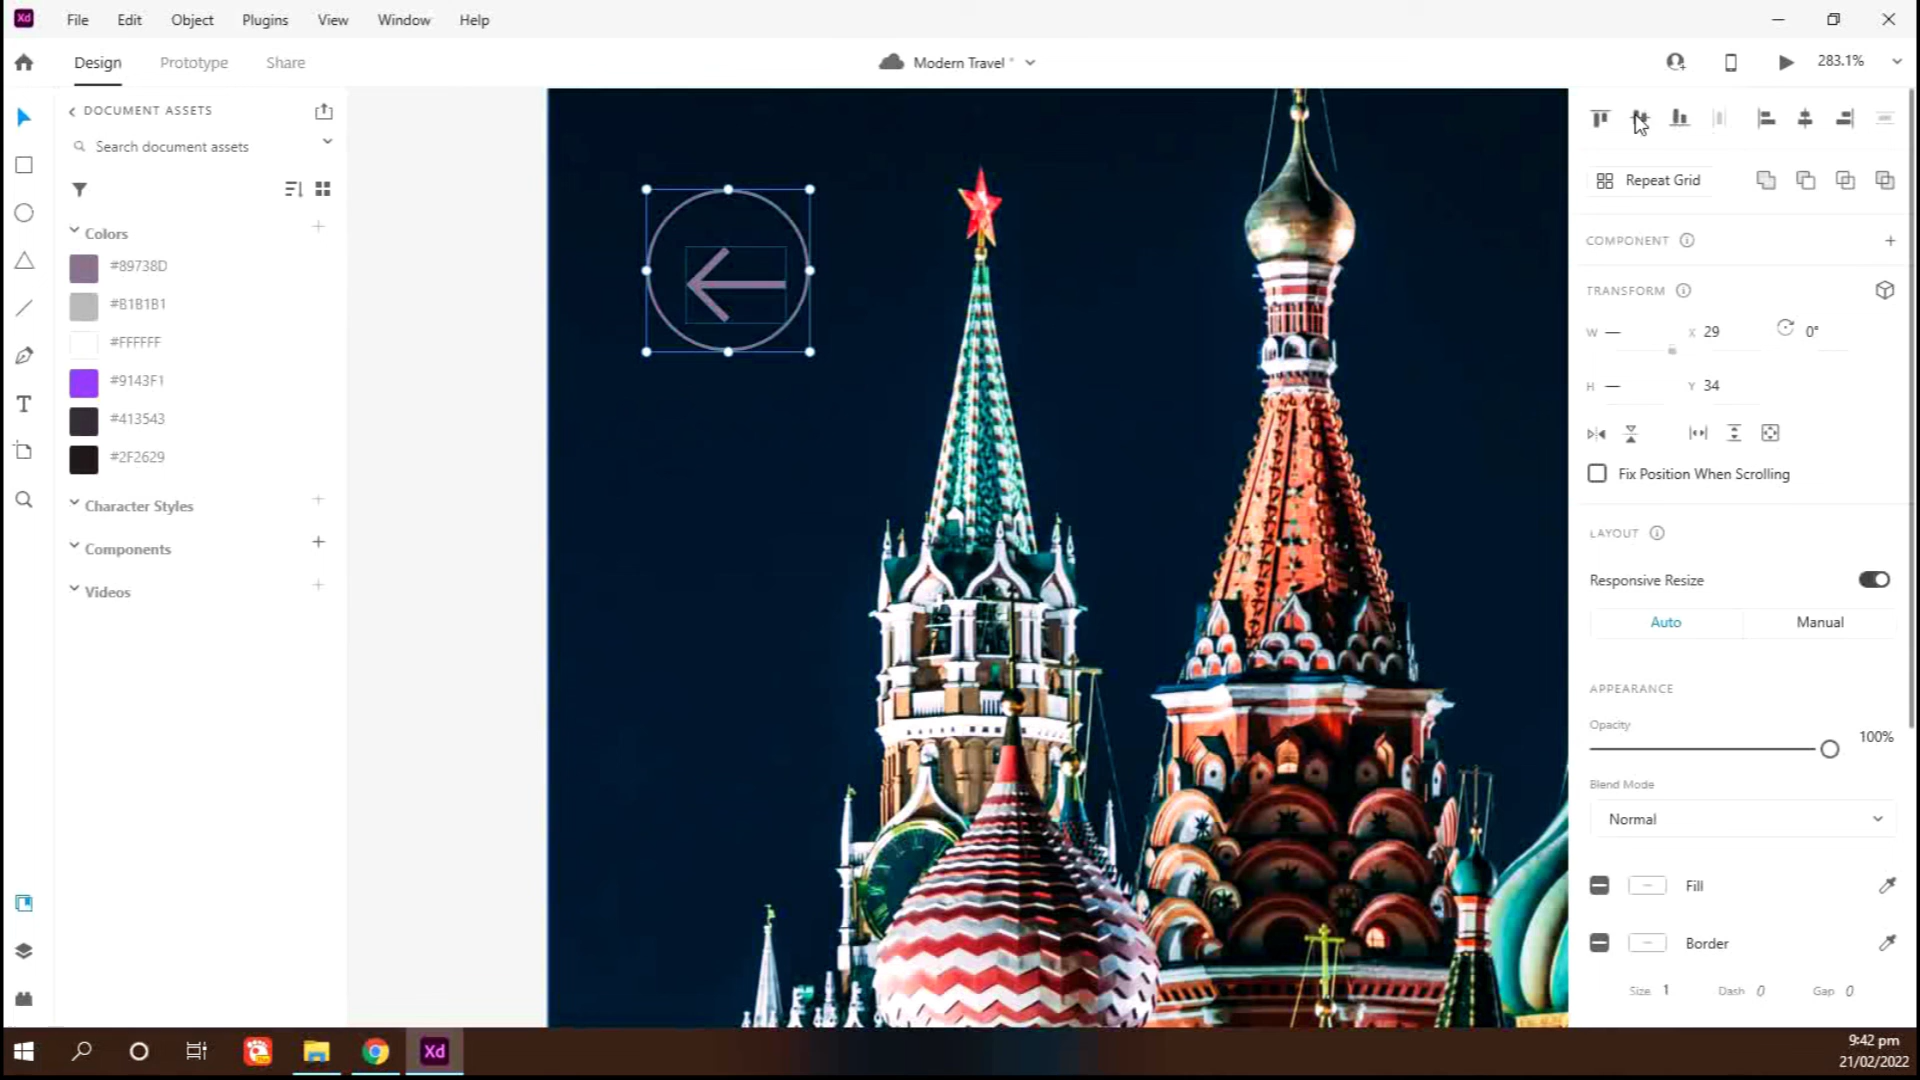 Xd File Edit Object Plugins View Window Help
Design Prototype Share Modern Travel * 283.1%
DOCUMENT ASSETS
Search document assets
Repeat Grid
Colors
COMPONENT
#89738D
#B1B1B1
TRANSFORM
#FFFFFF
W — X 29 0°
#9143F1
H — Y 34
#413543
#2F2629
Fix Position When Scrolling
Character Styles
LAYOUT
Components
Responsive Resize
Videos
Auto Manual
APPEARANCE
Opacity
100%
Blend Mode
Normal
Fill
Border
Size 1 Dash 0 Gap 0
Xd
9:42 pm
21/02/2022